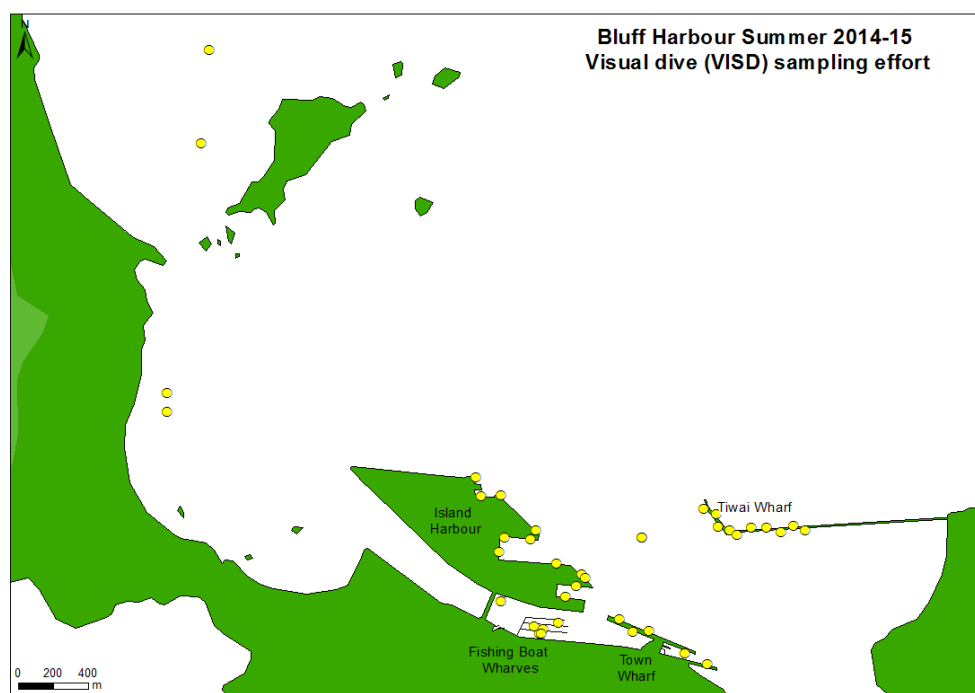 N
Bluff Harbour Summer 2014-15
Visual dive (VISD) sampling effort
Tiwai Wharf
Island
Harbour
Fishing Boat
Wharves
Town
Wharf
0 200 400
m